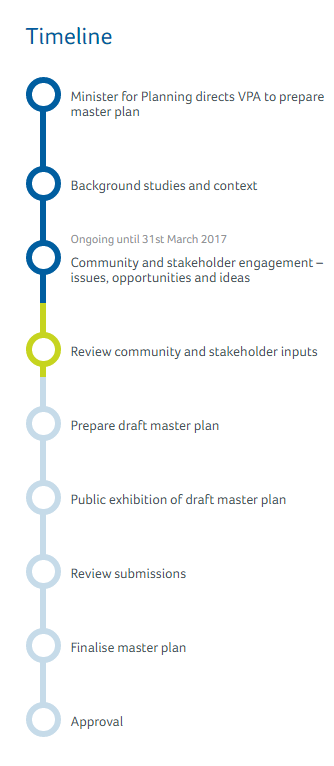 Timeline
Minister for Planning directs VPA to prepare
master plan
Background studies and context
Ongoing until 31st March 2017
Community and stakeholder engagement –
issues, opportunities and ideas
Review community and stakeholder inputs
Prepare draft master plan
Public exhibition of draft master plan
Review submissions
Finalise master plan
Approval